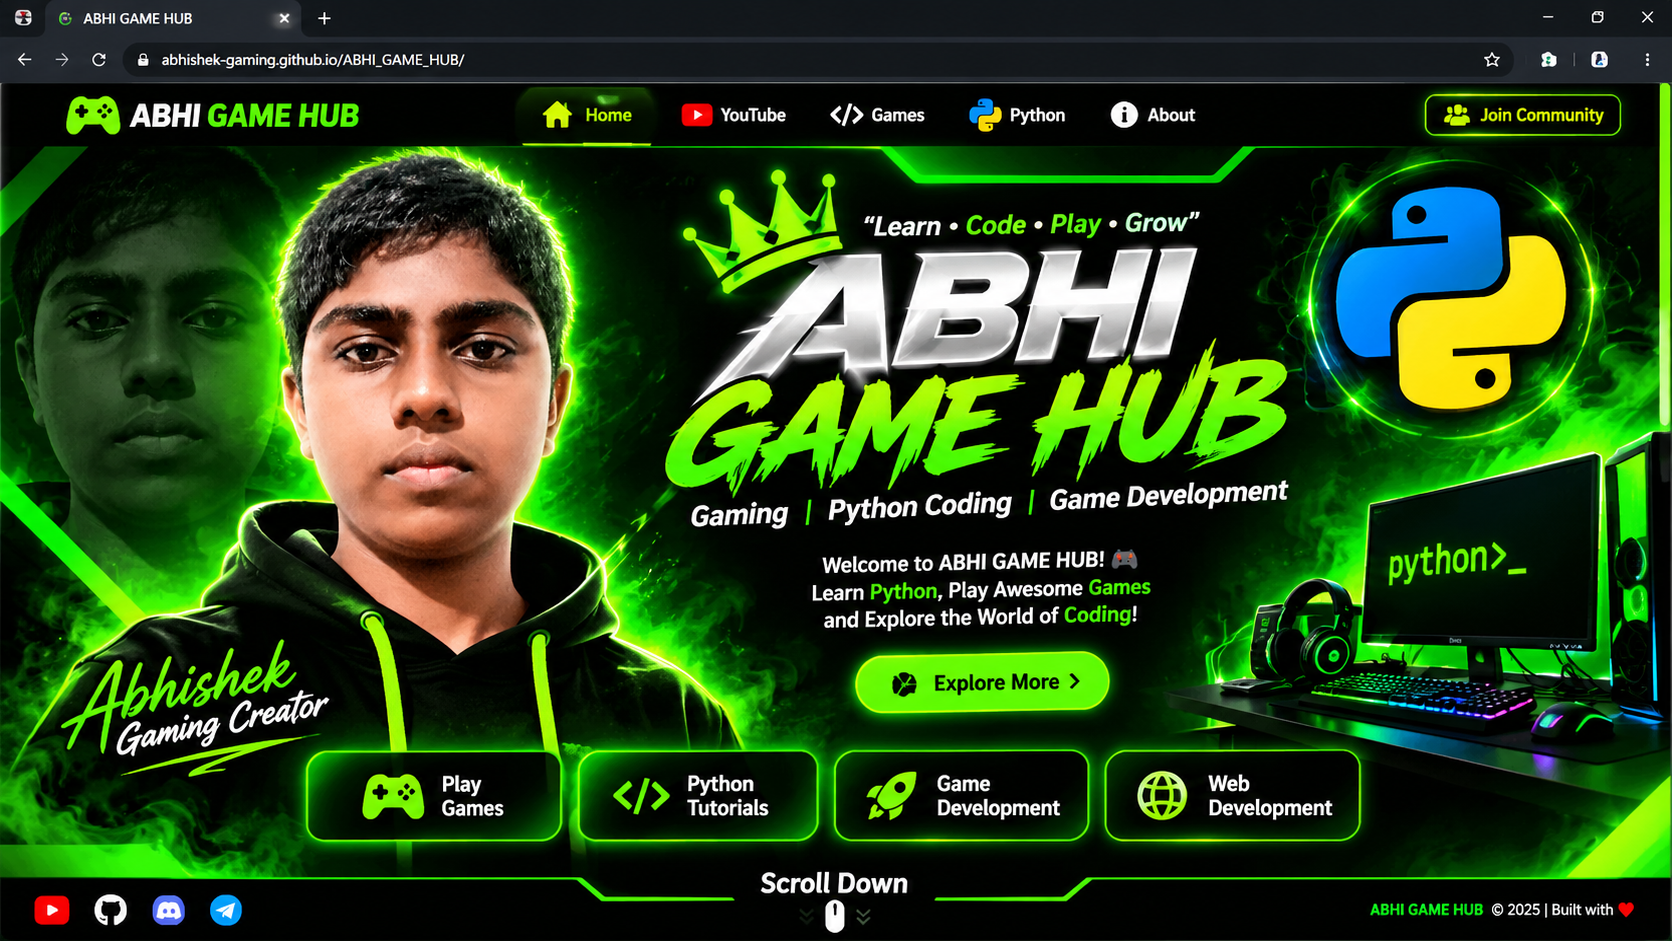 ABHI GAME HUB
abhishek-gaming.github.io/ABHI_GAME_HUB/
ABHI GAME HUB
Home
YouTube
</> Games
Python
About
Join Community
“Learn • Code • Play • Grow”
ABHI
GAME HUB
Gaming | Python Coding | Game Development
Welcome to ABHI GAME HUB! 🎮
Learn Python, Play Awesome Games
and Explore the World of Coding!
Explore More >
python>_
Abhishek
Gaming Creator
Play
Games
</>
Python
Tutorials
Game
Development
Web
Development
Scroll Down
ABHI GAME HUB © 2025 | Built with ❤